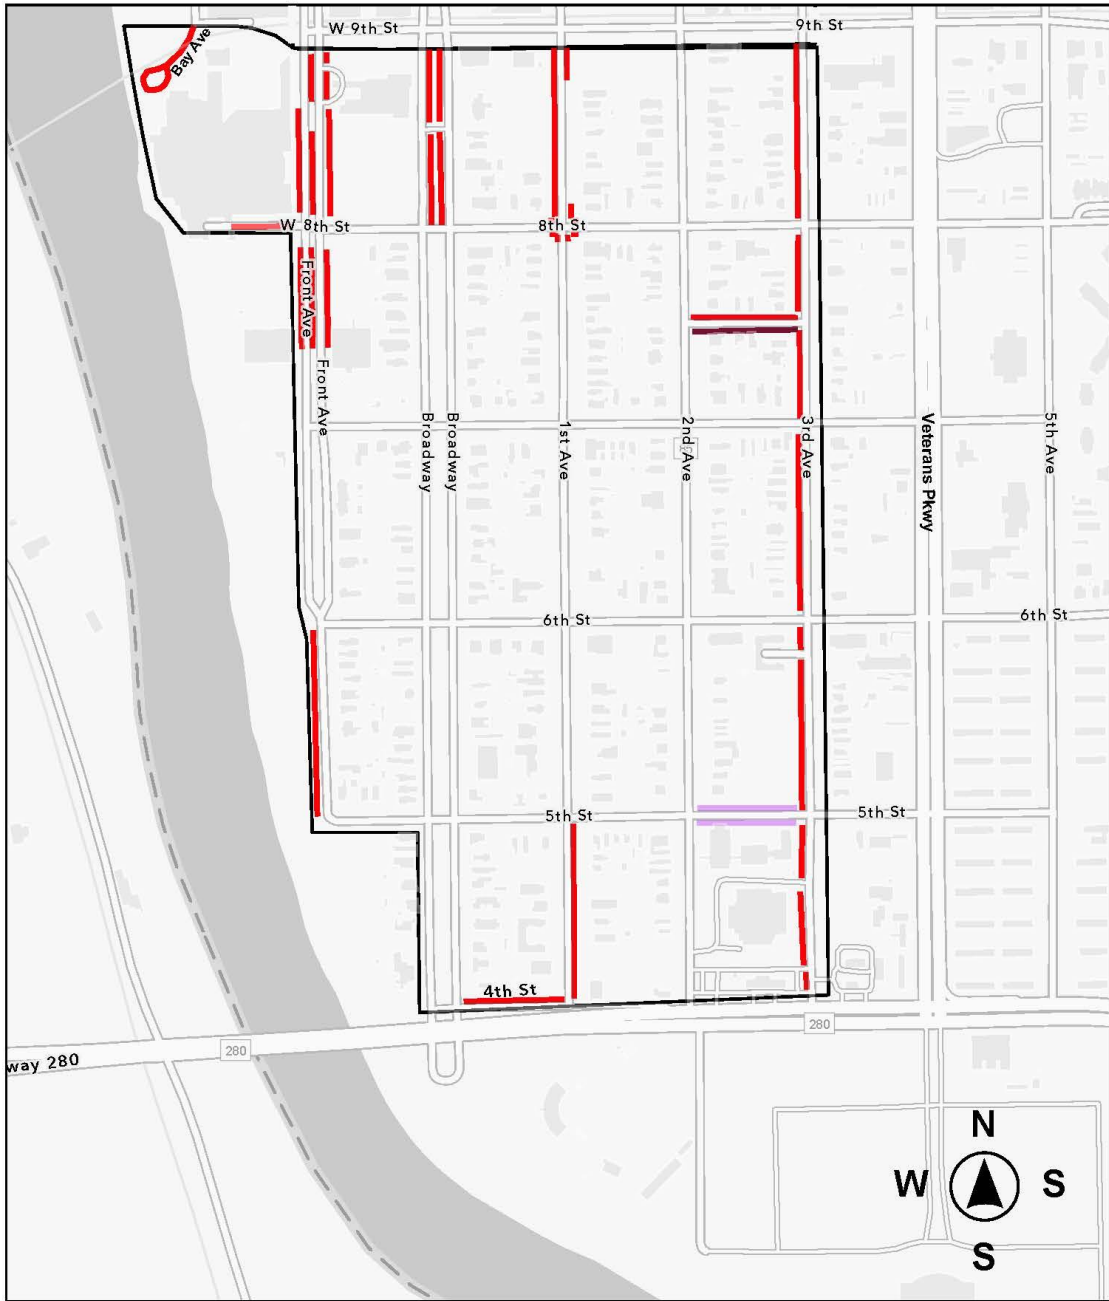 W 9th St
9th St
Bay Ave
W 8th St
8th St
Front Ave
Front Ave
Broadway
Broadway
1st Ave
2nd Ave
3rd Ave
Veterans Pkwy
5th Ave
6th St
6th St
5th St
5th St
4th St
280
280
way 280
N
W
S
S